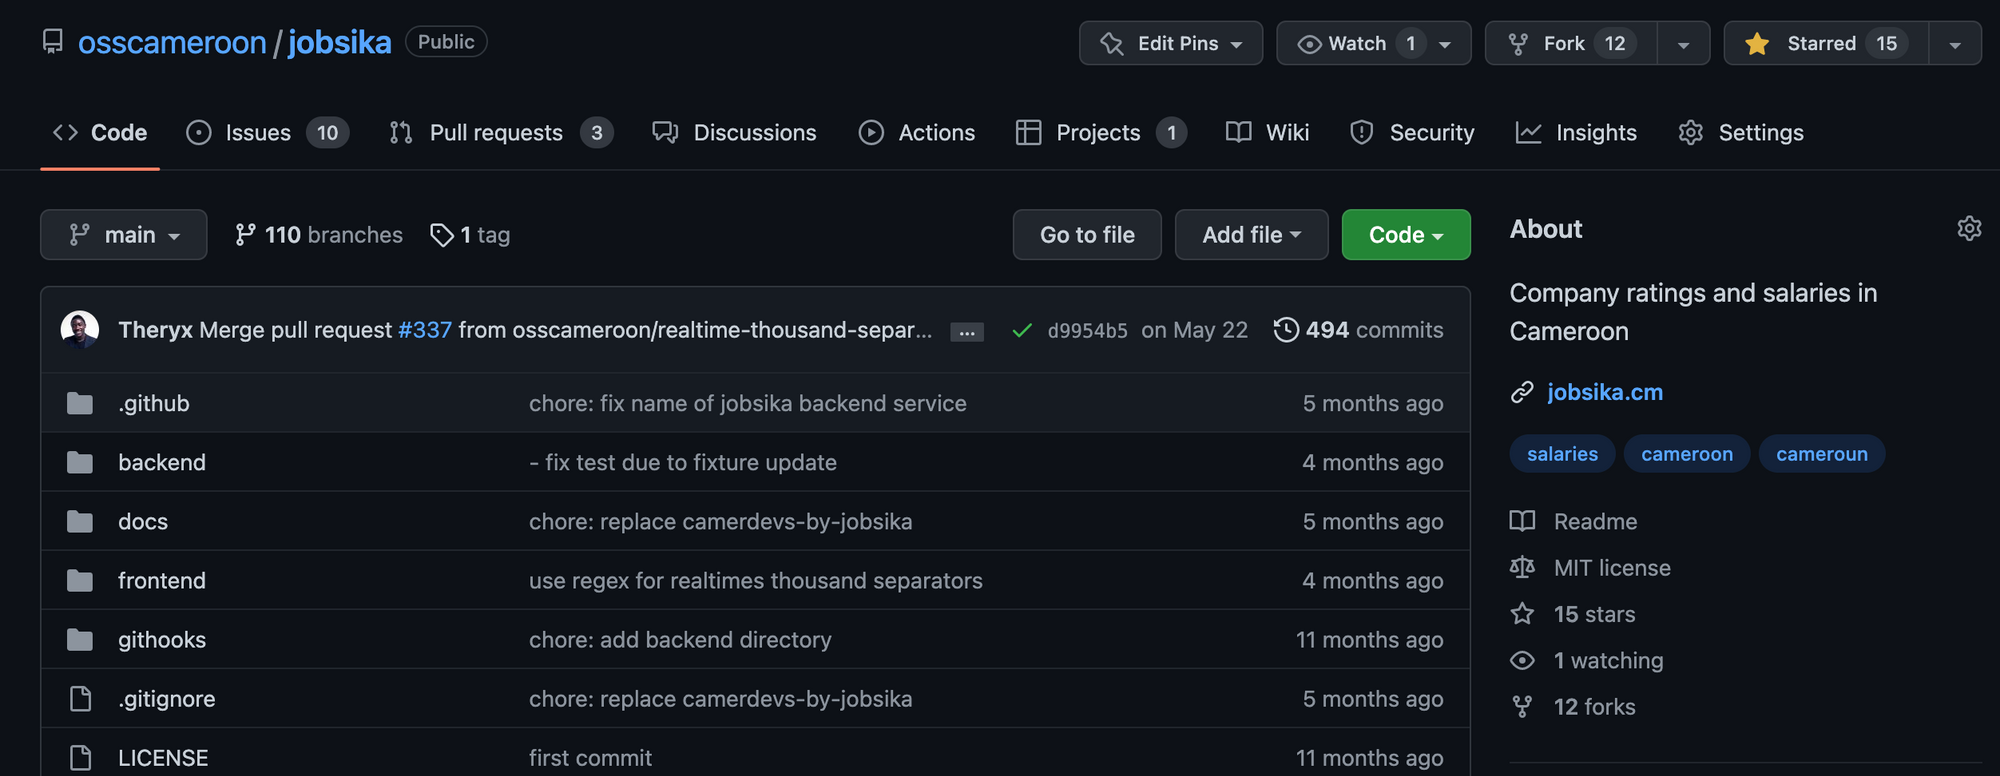 osscameroon / jobsika Public
Edit Pins Watch 1 Fork 12 Starred 15
Code Issues 10 Pull requests 3 Discussions Actions Projects 1 Wiki Security Insights Settings
main 110 branches 1 tag Go to file Add file Code
Theryx Merge pull request #337 from osscameroon/realtime-thousand-separ... ... d9954b5 on May 22 494 commits
.github chore: fix name of jobsika backend service 5 months ago
backend - fix test due to fixture update 4 months ago
docs chore: replace camerdevs-by-jobsika 5 months ago
frontend use regex for realtimes thousand separators 4 months ago
githooks chore: add backend directory 11 months ago
.gitignore chore: replace camerdevs-by-jobsika 5 months ago
LICENSE first commit 11 months ago
About
Company ratings and salaries in
Cameroon
jobsika.cm
salaries cameroon cameroun
Readme
MIT license
15 stars
1 watching
12 forks